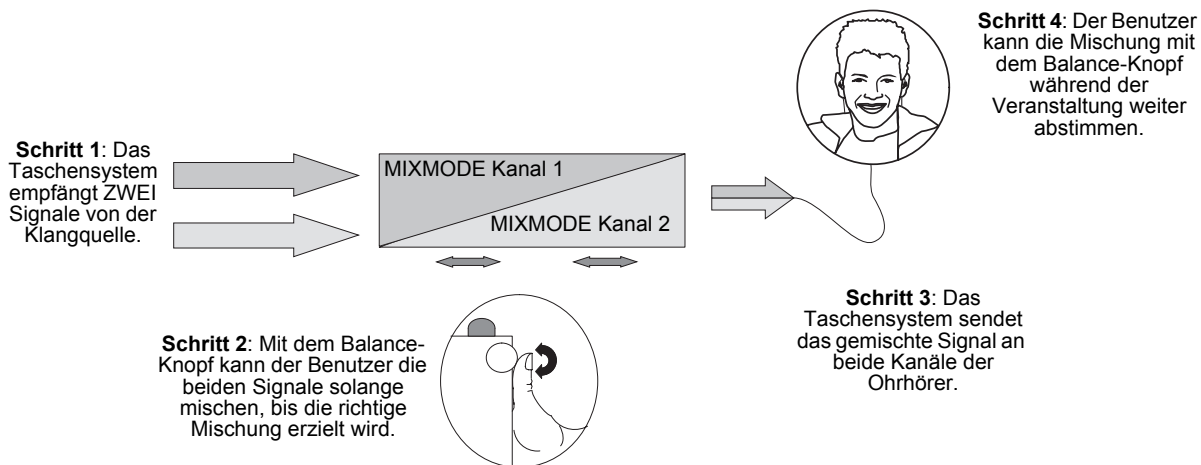 Schritt 1: Das
Taschensystem
empfängt ZWEI
Signale von der
Klangquelle.
MIXMODE Kanal 1
MIXMODE Kanal 2
Schritt 2: Mit dem Balance-
Knopf kann der Benutzer die
beiden Signale solange
mischen, bis die richtige
Mischung erzielt wird.
Schritt 3: Das
Taschensystem sendet
das gemischte Signal an
beide Kanäle der
Ohrhörer.
Schritt 4: Der Benutzer
kann die Mischung mit
dem Balance-Knopf
während der
Veranstaltung weiter
abstimmen.